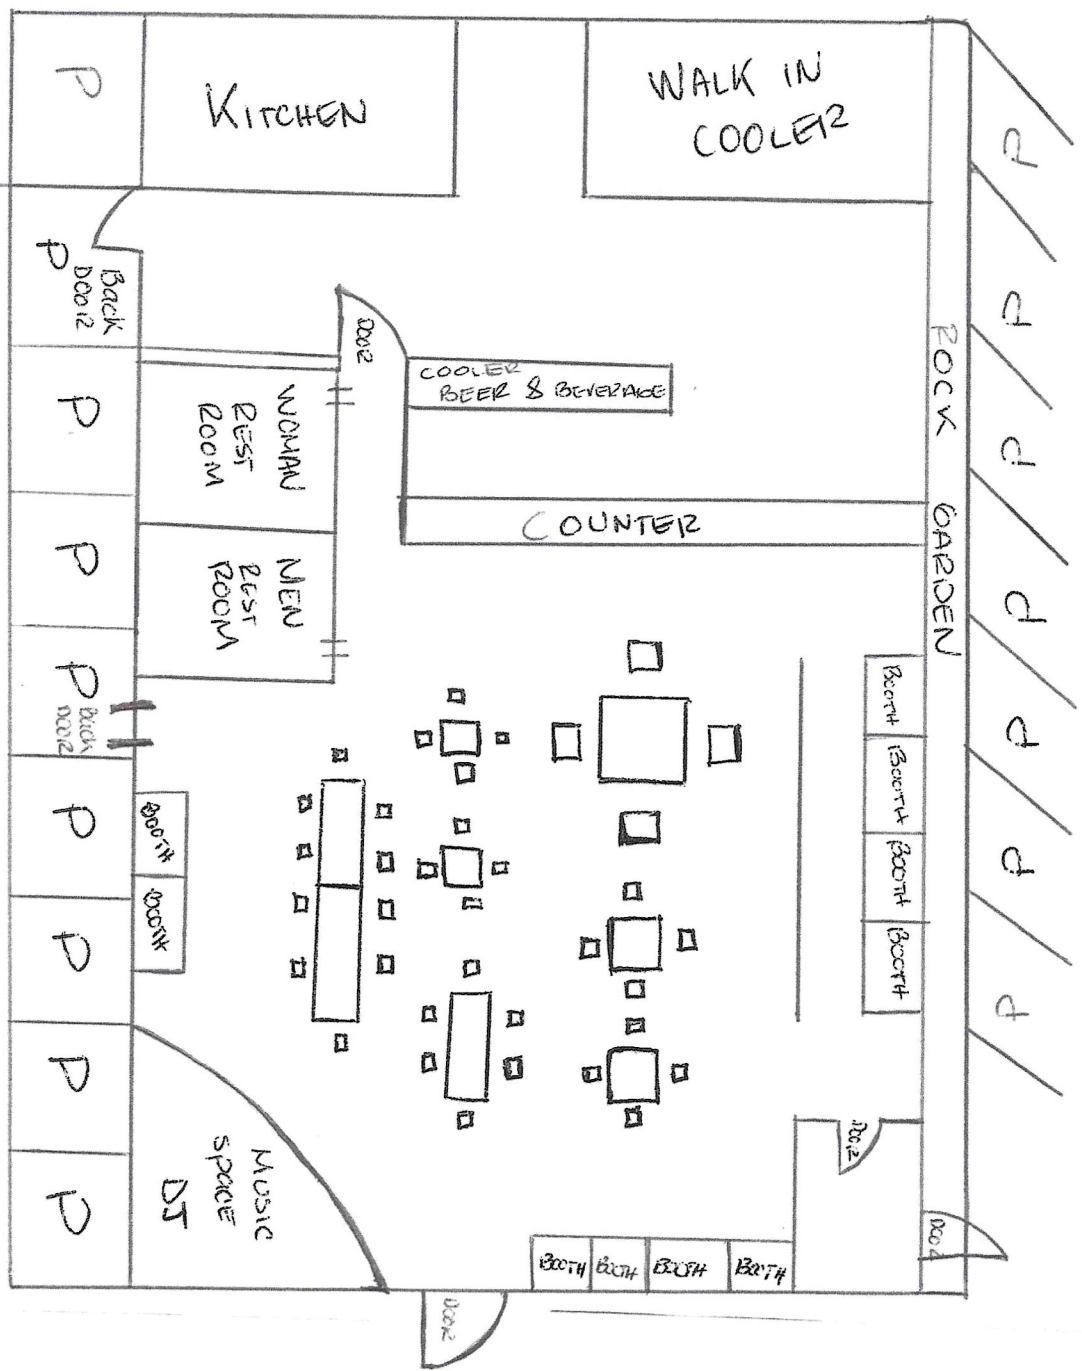 P
KITCHEN
WALK IN
COOLER
P
P
Back
DOOR
DOOR
COOLER
BEER & BEVERAGE
P
P
ROCK GARDEN
P
WOMAN
REST
ROOM
COUNTER
P
P
MEN
REST
ROOM
P
Back
DOOR
BOOTH
BOOTH
BOOTH
BOOTH
P
P
BOOTH
BOOTH
P
P
P
P
MUSIC
SPACE
DJ
DOOR
P
DOOR
BOOTH
BOOTH
BOOTH
BOOTH
DOOR